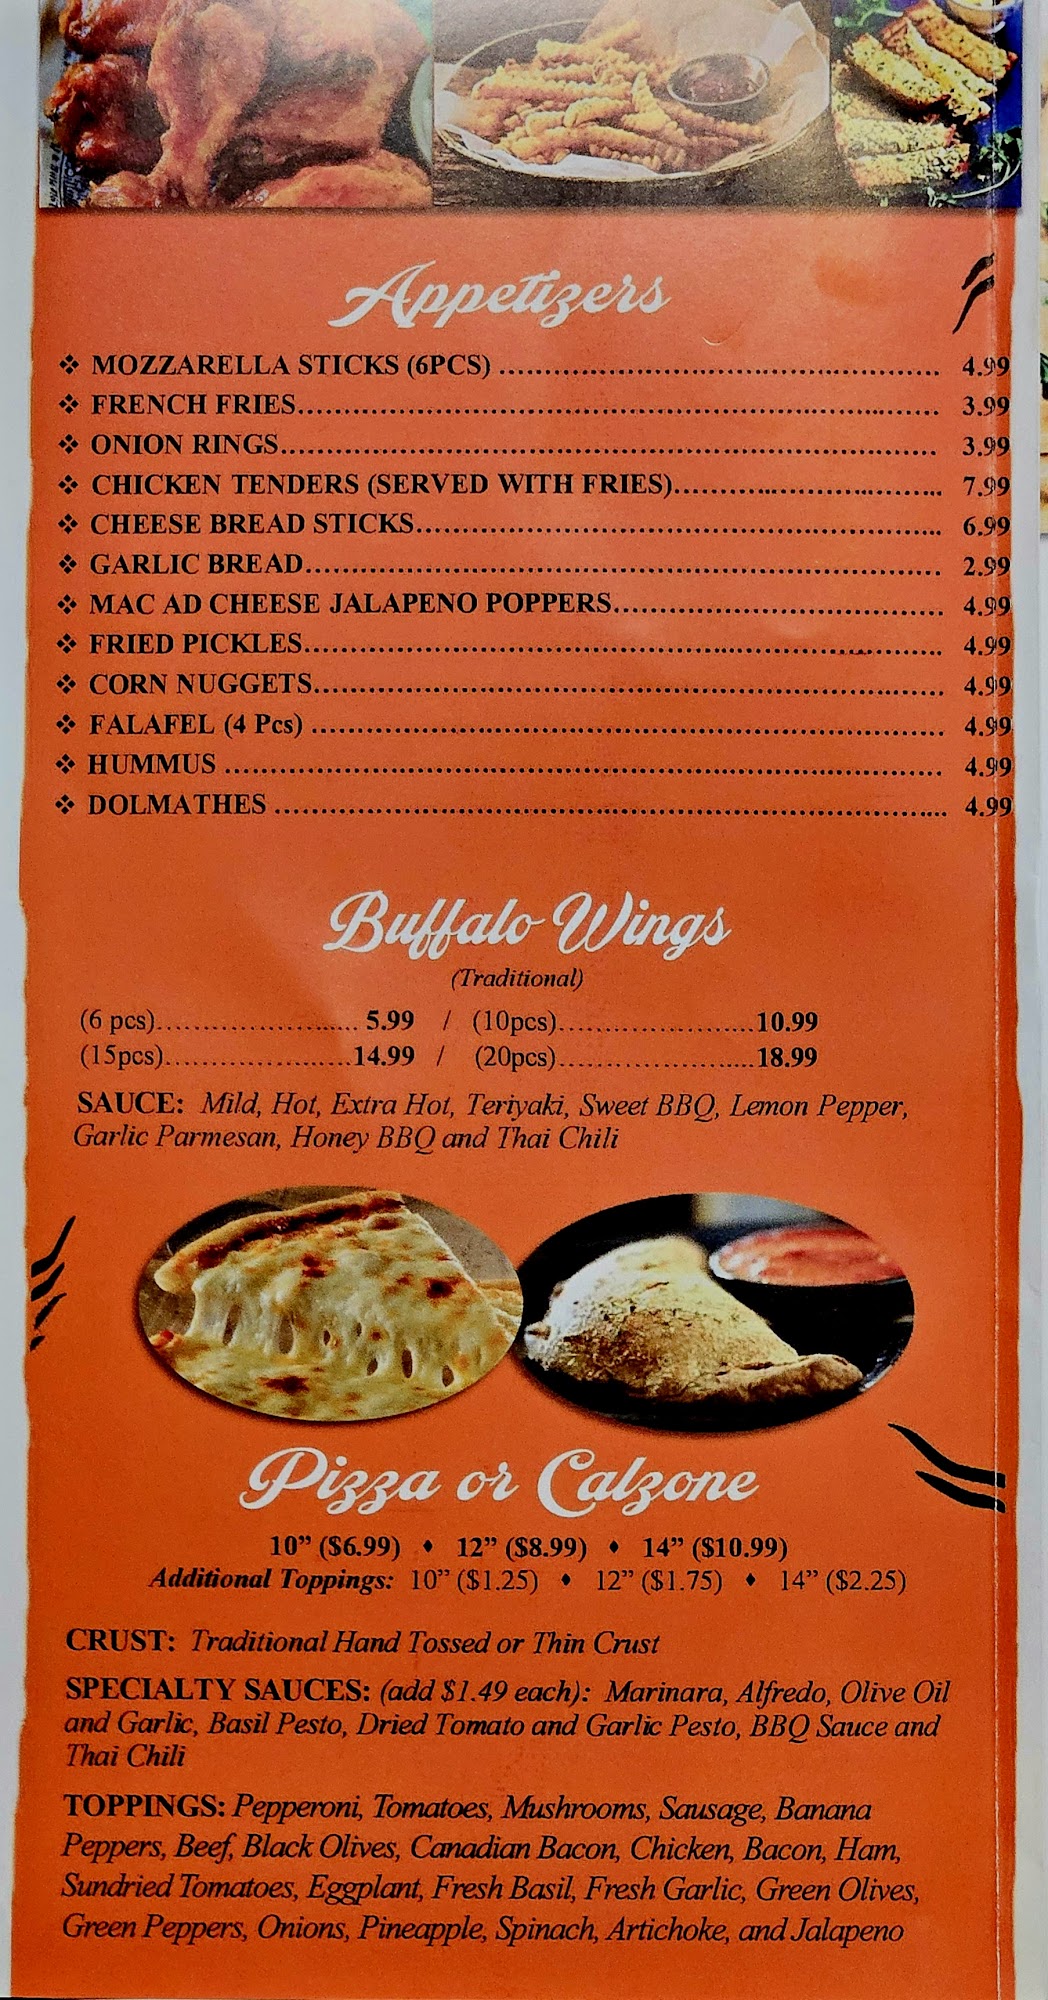 Appetizers
❖ MOZZARELLA STICKS (6PCS) ........................ 4.99
❖ FRENCH FRIES........................ 3.99
❖ ONION RINGS........................ 3.99
❖ CHICKEN TENDERS (SERVED WITH FRIES)........................ 7.99
❖ CHEESE BREAD STICKS........................ 6.99
❖ GARLIC BREAD........................ 2.99
❖ MAC AD CHEESE JALAPENO POPPERS........................ 4.99
❖ FRIED PICKLES........................ 4.99
❖ CORN NUGGETS........................ 4.99
❖ FALAFEL (4 Pcs) ........................ 4.99
❖ HUMMUS ........................ 4.99
❖ DOLMATHES ........................ 4.99
Buffalo Wings
(Traditional)
(6 pcs)........................ 5.99 / (10pcs)........................10.99
(15pcs)........................14.99 / (20pcs)........................18.99
SAUCE: Mild, Hot, Extra Hot, Teriyaki, Sweet BBQ, Lemon Pepper,
Garlic Parmesan, Honey BBQ and Thai Chili
Pizza or Calzone
10” ($6.99) ♦ 12” ($8.99) ♦ 14” ($10.99)
Additional Toppings: 10” ($1.25) ♦ 12” ($1.75) ♦ 14” ($2.25)
CRUST: Traditional Hand Tossed or Thin Crust
SPECIALTY SAUCES: (add $1.49 each): Marinara, Alfredo, Olive Oil
and Garlic, Basil Pesto, Dried Tomato and Garlic Pesto, BBQ Sauce and
Thai Chili
TOPPINGS: Pepperoni, Tomatoes, Mushrooms, Sausage, Banana
Peppers, Beef, Black Olives, Canadian Bacon, Chicken, Bacon, Ham,
Sundried Tomatoes, Eggplant, Fresh Basil, Fresh Garlic, Green Olives,
Green Peppers, Onions, Pineapple, Spinach, Artichoke, and Jalapeno